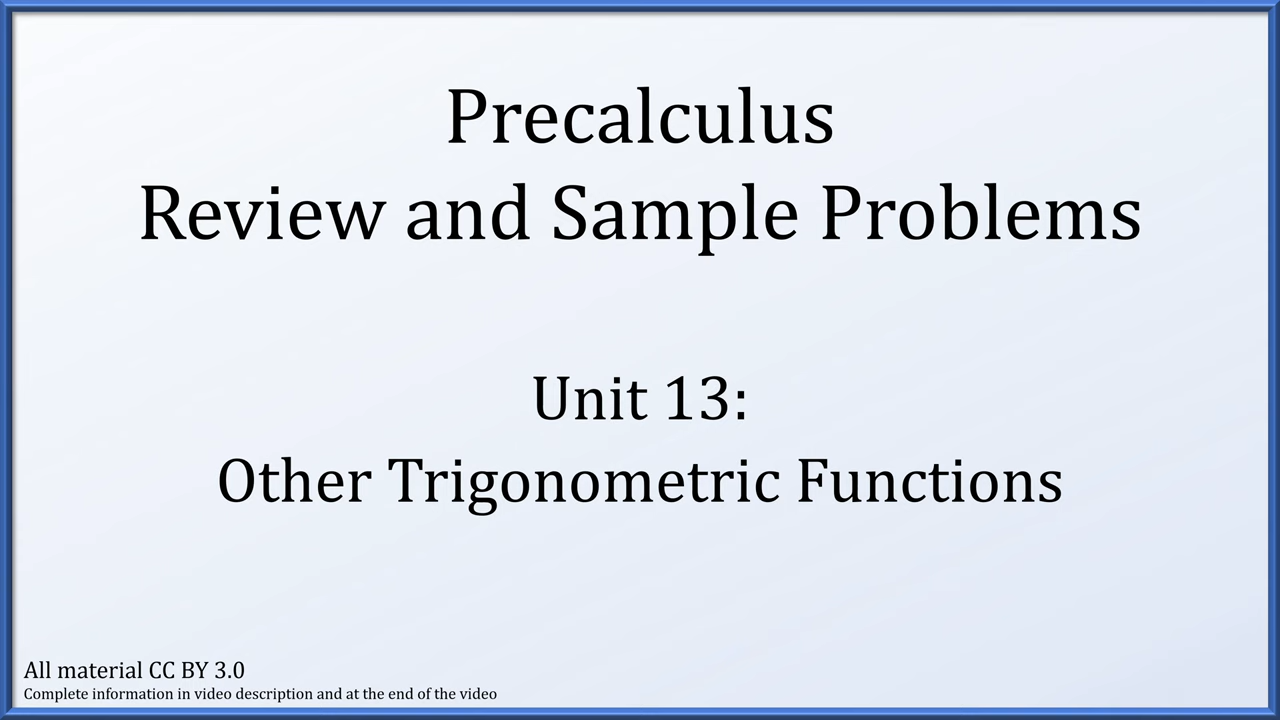 Precalculus
Review and Sample Problems
Unit 13:
Other Trigonometric Functions
All material CC BY 3.0
Complete information in video description and at the end of the video